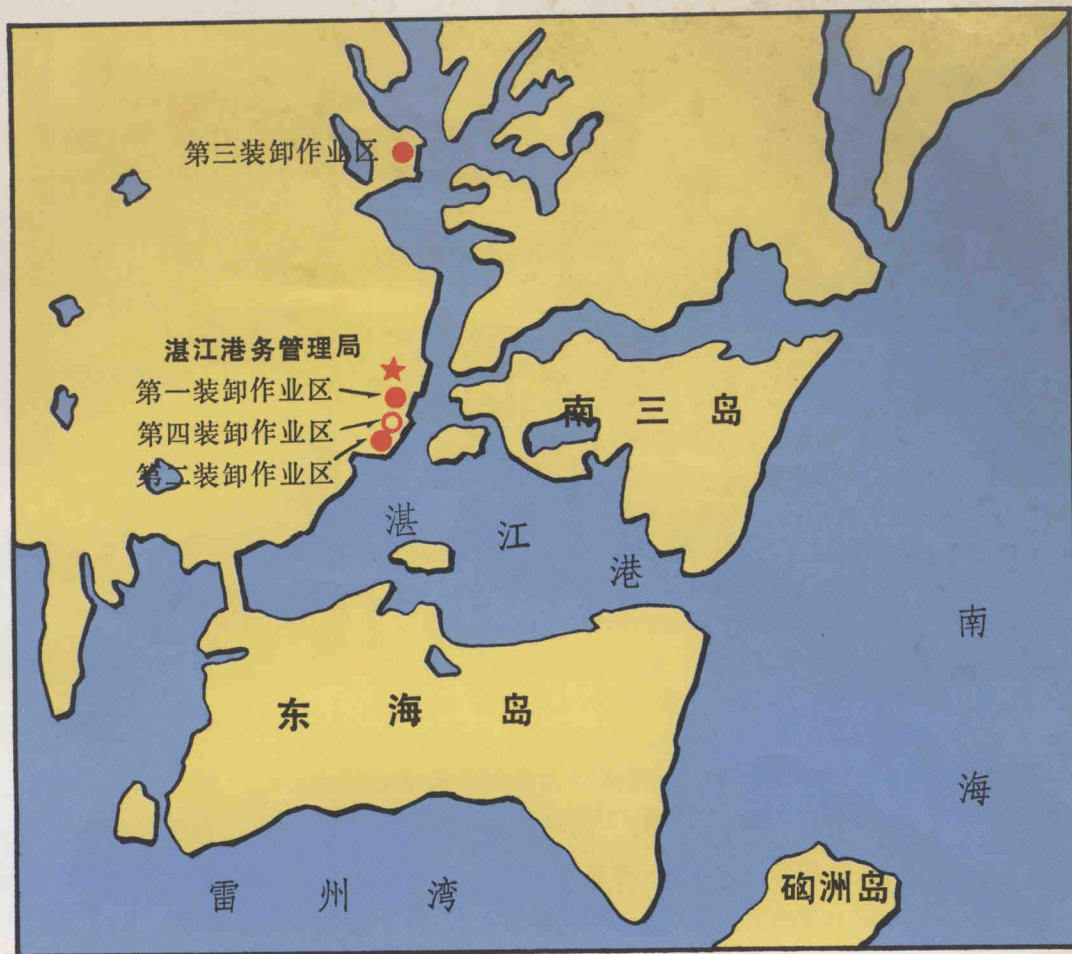 第三装卸作业区
湛江港务管理局
第一装卸作业区
第四装卸作业区
第二装卸作业区
南三岛
湛江港
南海
东海岛
雷州湾
硇洲岛